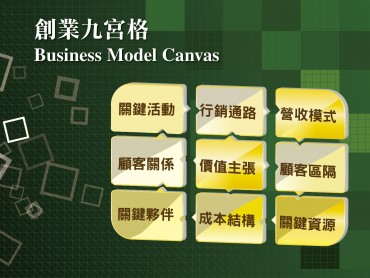 創業九宮格
Business Model Canvas
關鍵活動 行銷通路 營收模式
顧客關係 價值主張 顧客區隔
關鍵夥伴 成本結構 關鍵資源